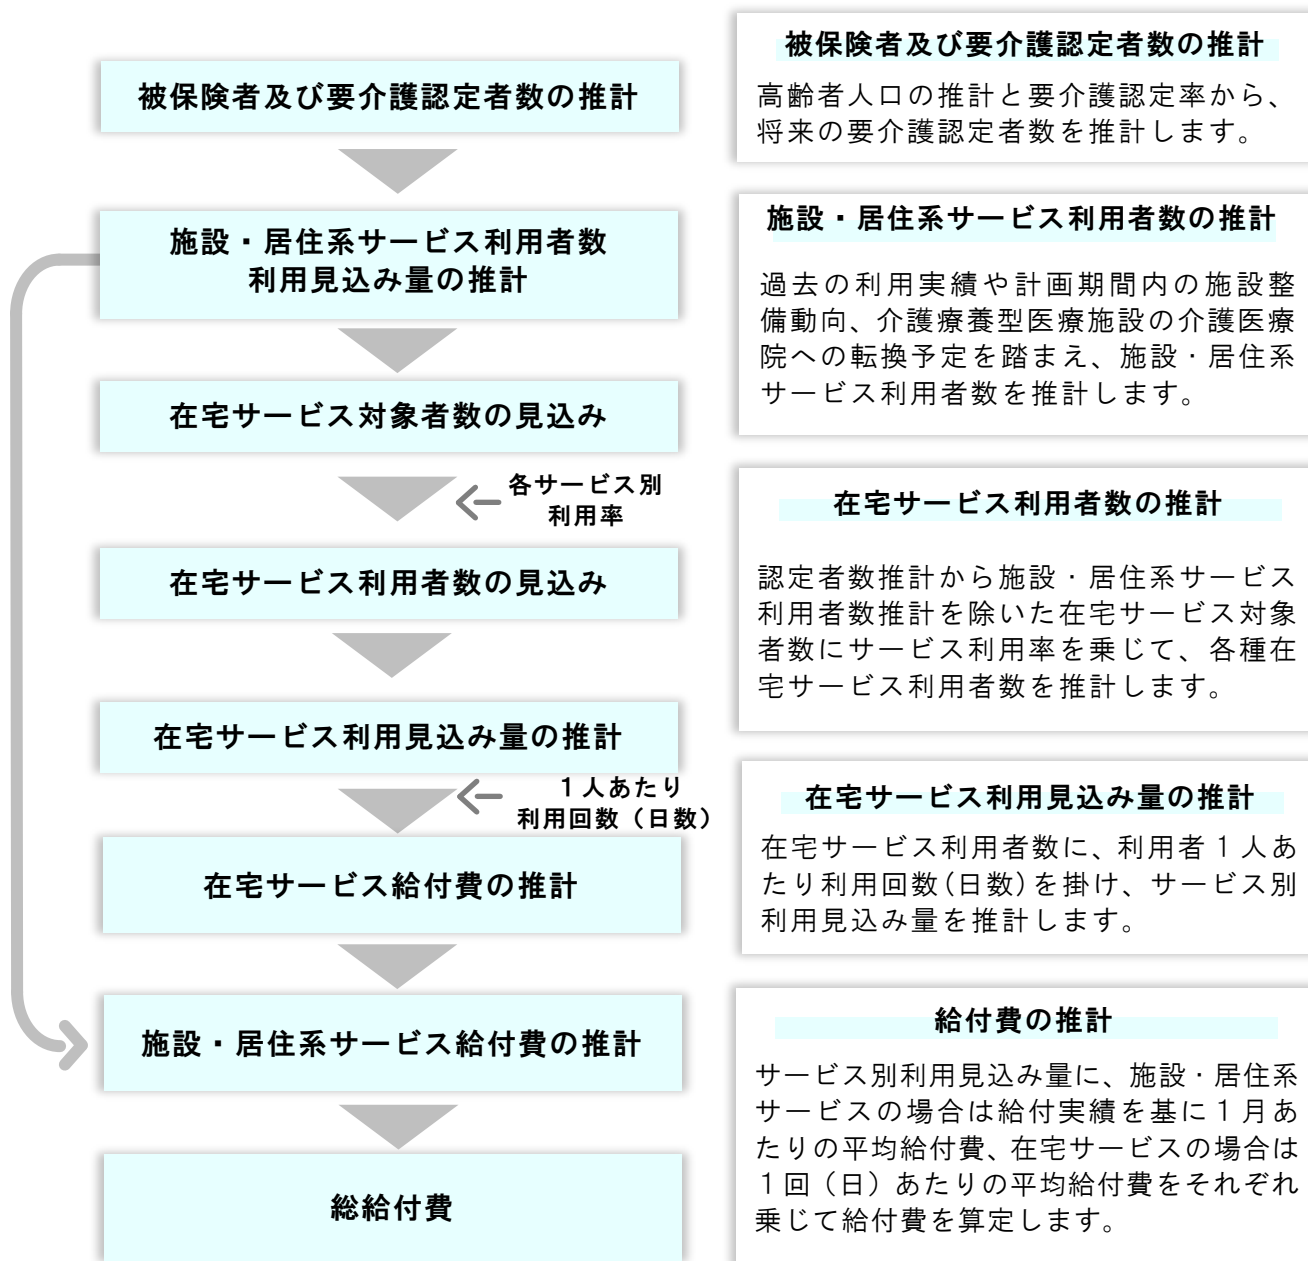 被保険者及び要介護認定者数の推計
施設・居住系サービス利用者数
利用見込み量の推計
在宅サービス対象者数の見込み
各サービス別
利用率
在宅サービス利用者数の見込み
在宅サービス利用見込み量の推計
１人あたり
利用回数（日数）
在宅サービス給付費の推計
施設・居住系サービス給付費の推計
総給付費
被保険者及び要介護認定者数の推計
高齢者人口の推計と要介護認定率から、
将来の要介護認定者数を推計します。
施設・居住系サービス利用者数の推計
過去の利用実績や計画期間内の施設整
備動向、介護療養型医療施設の介護医療
院への転換予定を踏まえ、施設・居住系
サービス利用者数を推計します。
在宅サービス利用者数の推計
認定者数推計から施設・居住系サービス
利用者数推計を除いた在宅サービス対象
者数にサービス利用率を乗じて、各種在
宅サービス利用者数を推計します。
在宅サービス利用見込み量の推計
在宅サービス利用者数に、利用者１人あ
たり利用回数(日数)を掛け、サービス別
利用見込み量を推計します。
給付費の推計
サービス別利用見込み量に、施設・居住系
サービスの場合は給付実績を基に１月あ
たりの平均給付費、在宅サービスの場合は
１回（日）あたりの平均給付費をそれぞれ
乗じて給付費を算定します。